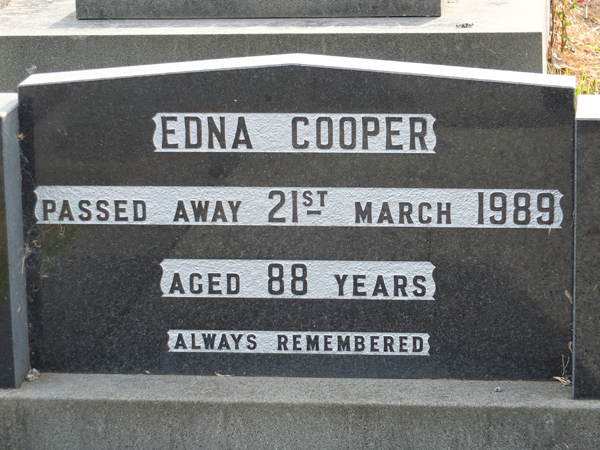 EDNA COOPER
PASSED AWAY 21ST MARCH 1989
AGED 88 YEARS
ALWAYS REMEMBERED